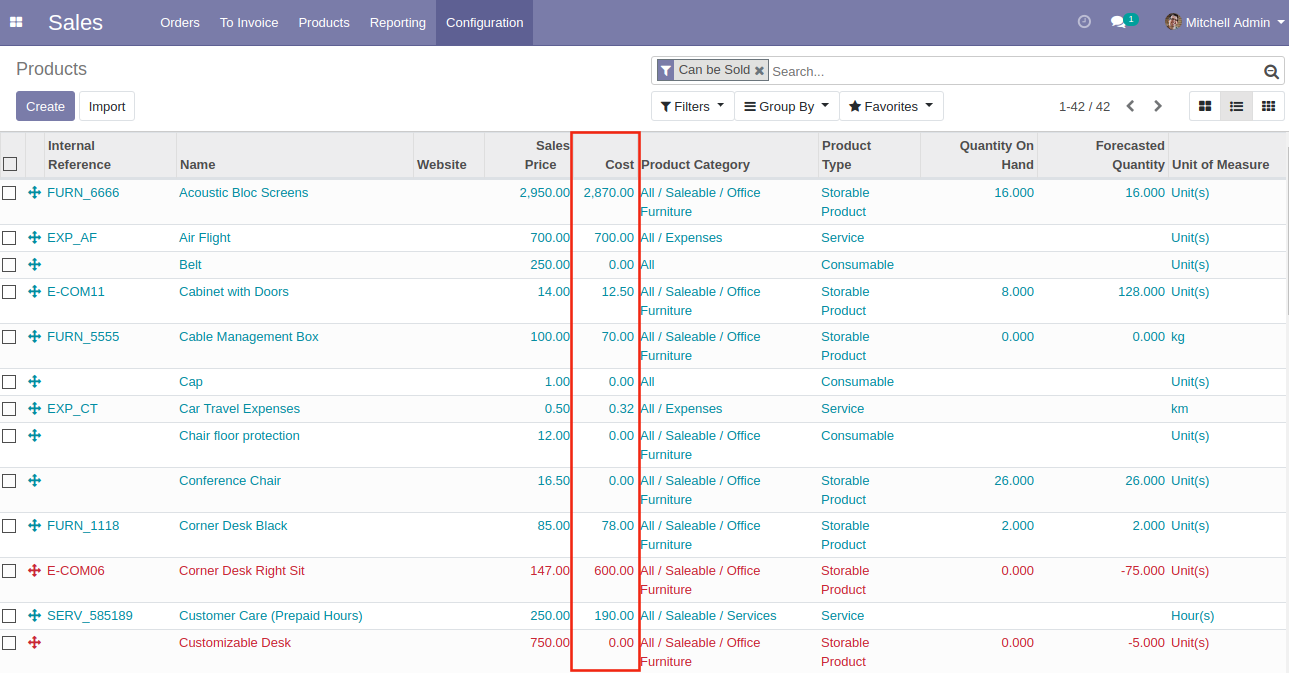 Sales Orders To Invoice Products Reporting Configuration 1 Mitchell Admin
Products
Can be Sold Search...
Create Import
Filters Group By Favorites 1-42 / 42
Internal Reference Name Website Sales Price Cost Product Category Product Type Quantity On Hand Forecasted Quantity Unit of Measure
FURN_6666 Acoustic Bloc Screens 2,950.00 2,870.00 All / Saleable / Office Storable 16.000 16.000 Unit(s)
Furniture Product
EXP_AF Air Flight 700.00 700.00 All / Expenses Service Unit(s)
Belt 250.00 0.00 All Consumable Unit(s)
E-COM11 Cabinet with Doors 14.00 12.50 All / Saleable / Office Storable 8.000 128.000 Unit(s)
Furniture Product
FURN_5555 Cable Management Box 100.00 70.00 All / Saleable / Office Storable 0.000 0.000 kg
Furniture Product
Cap 1.00 0.00 All Consumable Unit(s)
EXP_CT Car Travel Expenses 0.50 0.32 All / Expenses Service km
Chair floor protection 12.00 0.00 All / Saleable / Office Consumable Unit(s)
Furniture
Conference Chair 16.50 0.00 All / Saleable / Office Storable 26.000 26.000 Unit(s)
Furniture Product
FURN_1118 Corner Desk Black 85.00 78.00 All / Saleable / Office Storable 2.000 2.000 Unit(s)
Furniture Product
E-COM06 Corner Desk Right Sit 147.00 600.00 All / Saleable / Office Storable 0.000 -75.000 Unit(s)
Furniture Product
SERV_585189 Customer Care (Prepaid Hours) 250.00 190.00 All / Saleable / Services Service Hour(s)
Customizable Desk 750.00 0.00 All / Saleable / Office Storable 0.000 -5.000 Unit(s)
Furniture Product